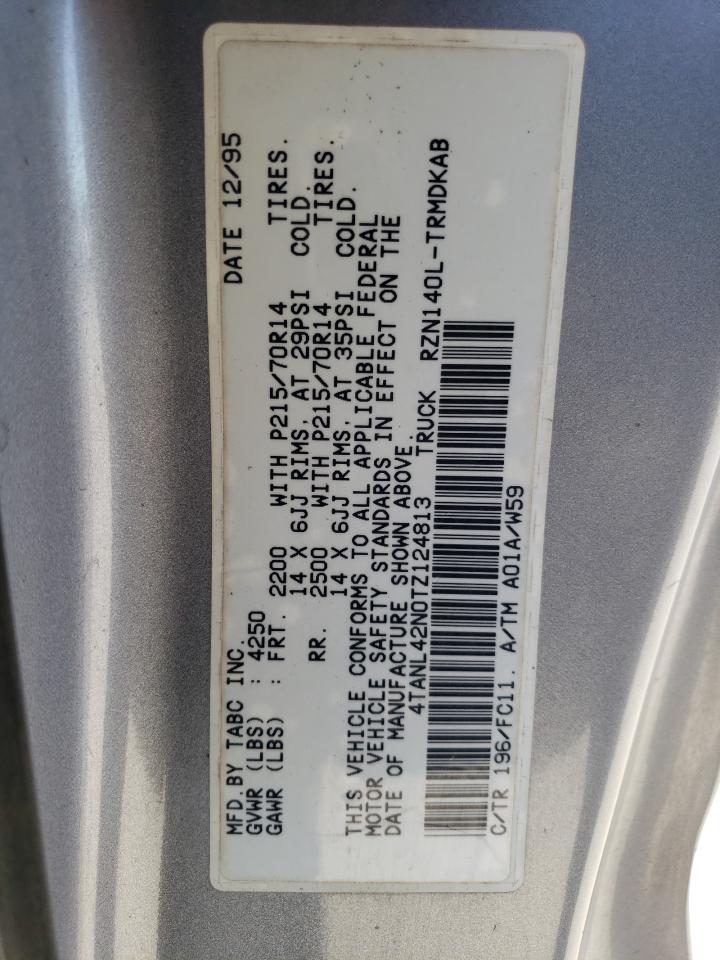 MFD.BY TABC INC. DATE 12/95
GVWR (LBS) : 4250
GAWR (LBS) : FRT. 2200 WITH P215/70R14 TIRES.
14 X 6JJ RIMS, AT 29PSI COLD.
RR. 2500 WITH P215/70R14 TIRES.
14 X 6JJ RIMS, AT 35PSI COLD.
THIS VEHICLE CONFORMS TO ALL APPLICABLE FEDERAL
MOTOR VEHICLE SAFETY STANDARDS IN EFFECT ON THE
DATE OF MANUFACTURE SHOWN ABOVE.
4TANL42N0TZ124813 TRUCK RZN140L-TRMDKAB
C/TR 196/FC11. A/TM A01A/W59